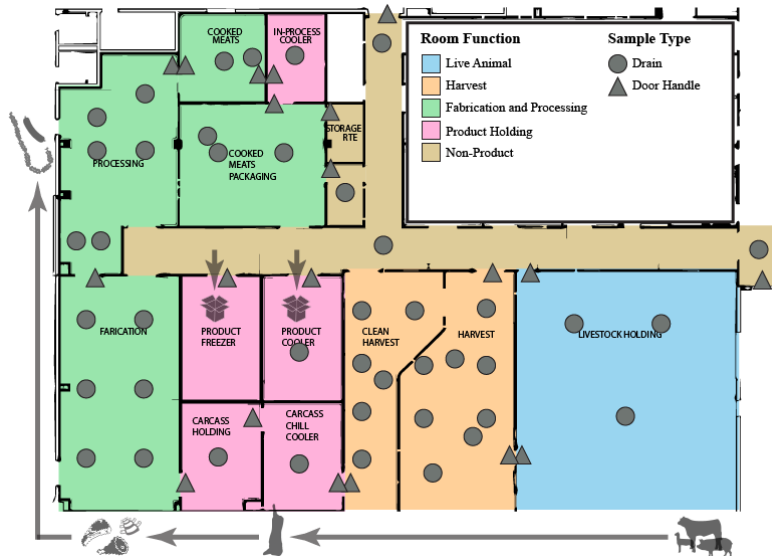 COOKED
MEATS
IN-PROCESS
COOLER
Room Function
Sample Type
Live Animal
Drain
Harvest
Door Handle
Fabrication and Processing
Product Holding
Non-Product
STORAGE
RTE
PROCESSING
COOKED
MEATS
PACKAGING
FARICATION
PRODUCT
FREEZER
PRODUCT
COOLER
CLEAN
HARVEST
HARVEST
LIVESTOCK HOLDING
CARCASS
HOLDING
CARCASS
CHILL
COOLER